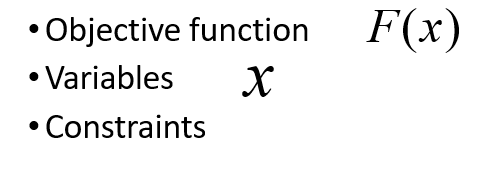 • Objective function F(x)
• Variables x
• Constraints